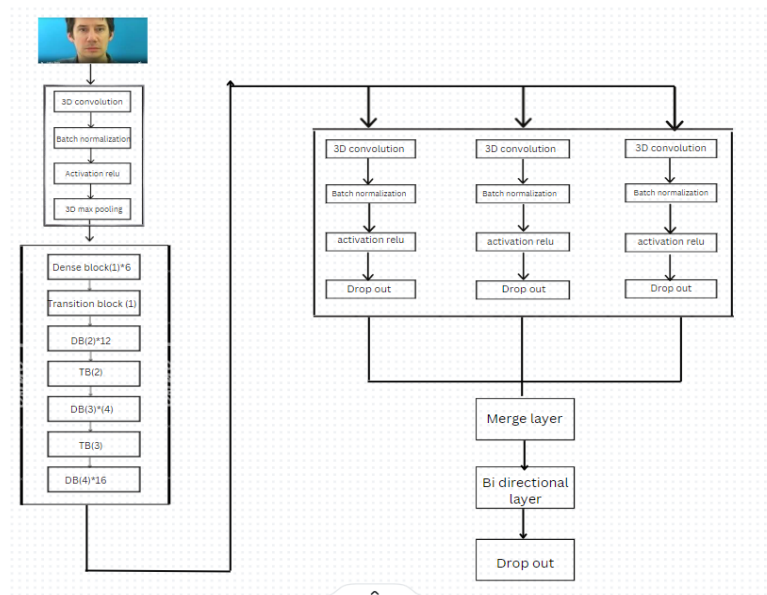 3D convolution
Batch normalization
Activation relu
3D max pooling
Dense block(1)*6
Transition block (1)
DB(2)*12
TB(2)
DB(3)*(4)
TB(3)
DB(4)*16
3D convolution
Batch normalization
activation relu
Drop out
3D convolution
Batch normalization
activation relu
Drop out
3D convolution
Batch normalization
activation relu
Drop out
Merge layer
Bi directional
layer
Drop out